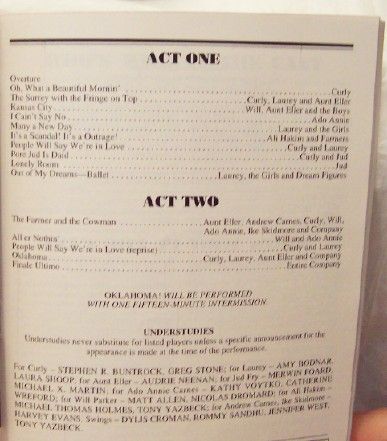 ACT ONE
Overture
Oh, What a Beautiful Mornin' Curly
The Surrey with the Fringe on Top Curly, Laurey and Aunt Eller
Kansas City Will, Aunt Eller and the Boys
I Can't Say No Ado Annie
Many a New Day Laurey and the Girls
It's a Scandal! It's a Outrage! Ali Hakim and Farmers
People Will Say We're in Love Curly and Laurey
Pore Jud Is Daid Curly and Jud
Lonely Room Jud
Out of My Dreams—Ballet Laurey, the Girls and Dream Figures
ACT TWO
The Farmer and the Cowman Aunt Eller, Andrew Carnes, Curly, Will,
Ado Annie, Ike Skidmore and Company
All er Nothin' Will and Ado Annie
People Will Say We're in Love (reprise) Curly and Laurey
Oklahoma Curly, Laurey, Aunt Eller and Company
Finale Ultimo Entire Company
OKLAHOMA! WILL BE PERFORMED
WITH ONE FIFTEEN-MINUTE INTERMISSION.
UNDERSTUDIES
Understudies never substitute for listed players unless a specific announcement for the
appearance is made at the time of the performance.
For Curly – STEPHEN R. BUNTROCK, GREG STONE; for Laurey – AMY BODNAR,
LAURA SHOOP; for Aunt Eller – AUDRIE NEENAN; for Jud Fry – MERWIN FOARD,
MICHAEL X. MARTIN; for Ado Annie Carnes – KATHY VOYTKO, CATHERINE
WREFORD; for Will Parker – MATT ALLEN, NICOLAS DROMARD; for Ali Hakim –
MICHAEL THOMAS HOLMES, TONY YAZBECK; for Andrew Carnes, Ike Skidmore –
HARVEY EVANS. Swings – DYLIS CROMAN, ROMMY SANDHU, JENNIFER WEST,
TONY YAZBECK.